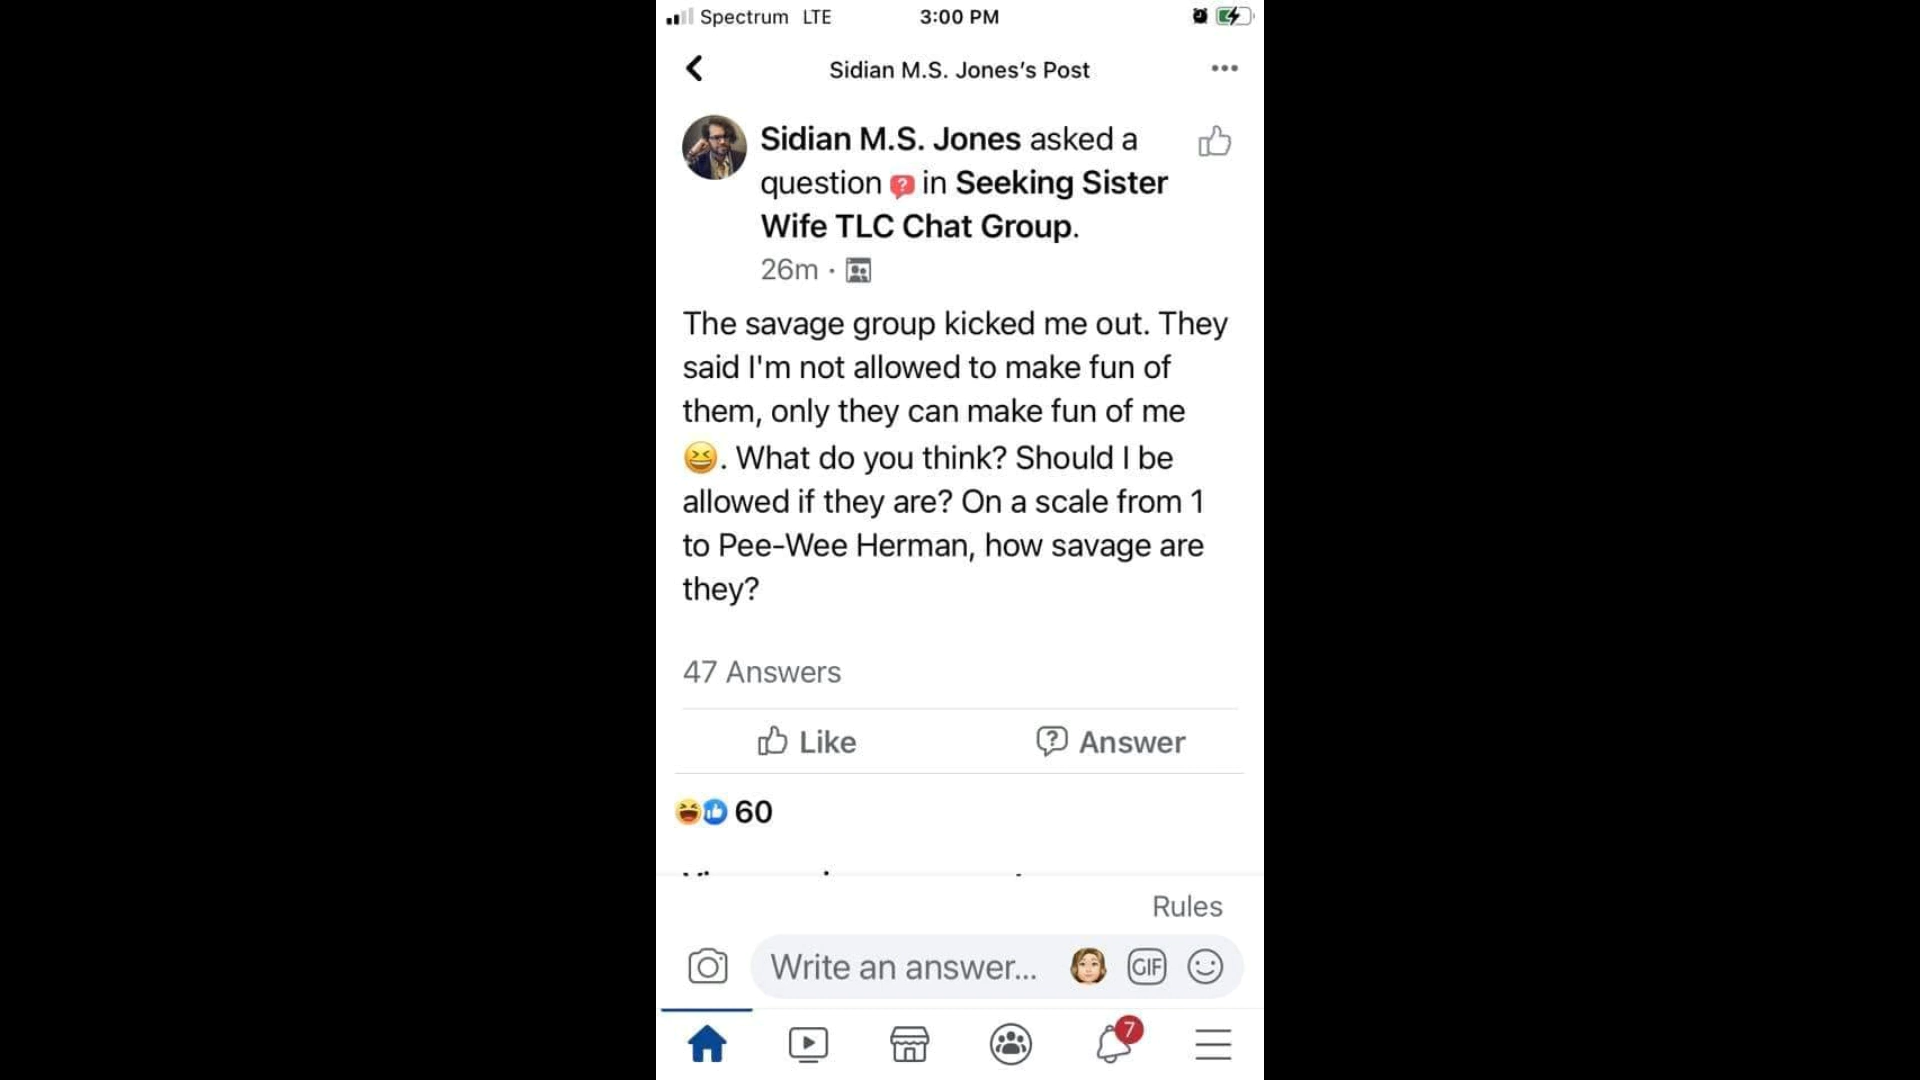 Spectrum LTE 3:00 PM
Sidian M.S. Jones’s Post
Sidian M.S. Jones asked a
question in Seeking Sister
Wife TLC Chat Group.
26m ·
The savage group kicked me out. They
said I'm not allowed to make fun of
them, only they can make fun of me
😆. What do you think? Should I be
allowed if they are? On a scale from 1
to Pee-Wee Herman, how savage are
they?
47 Answers
Like Answer
60
Rules
Write an answer... GIF
7